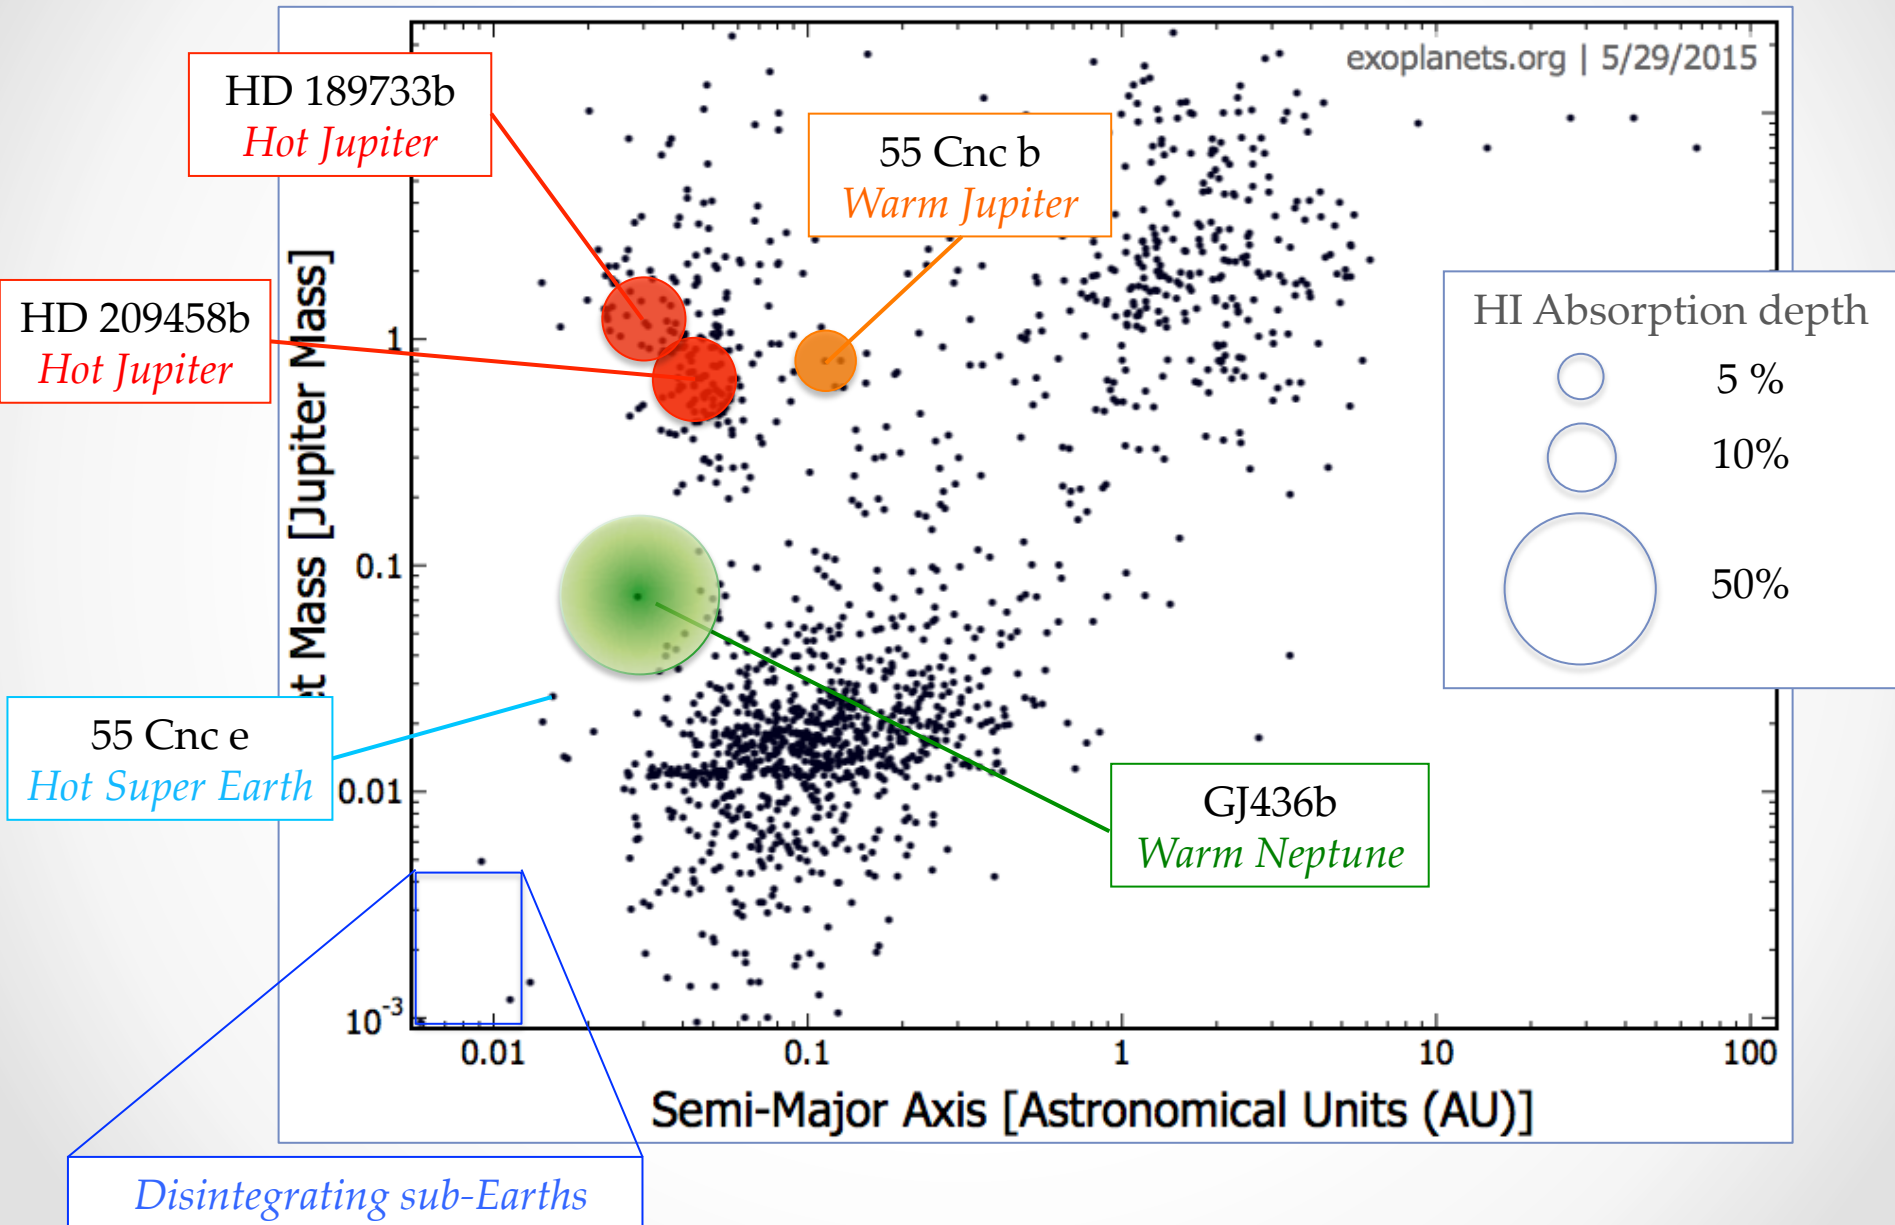 exoplanets.org | 5/29/2015
HD 189733b
Hot Jupiter
55 Cnc b
Warm Jupiter
HD 209458b
Hot Jupiter
HI Absorption depth
5 %
10%
50%
55 Cnc e
Hot Super Earth
GJ436b
Warm Neptune
Mass [Jupiter Mass]
1
0.1
0.01
10⁻³
0.01 0.1 1 10 100
Semi-Major Axis [Astronomical Units (AU)]
Disintegrating sub-Earths